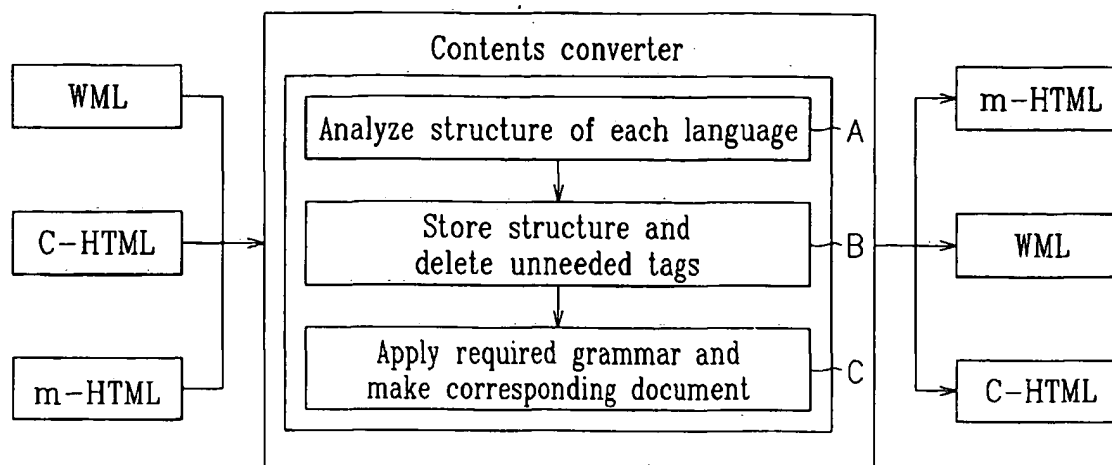 WML
C-HTML
m-HTML
Contents converter
Analyze structure of each language
A
Store structure and
delete unneeded tags
B
Apply required grammar and
make corresponding document
C
m-HTML
WML
C-HTML